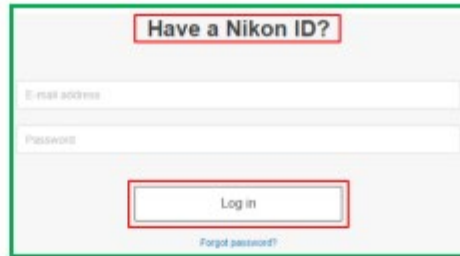 Have a Nikon ID?
E-mail address
Password
Log in
Forgot password?